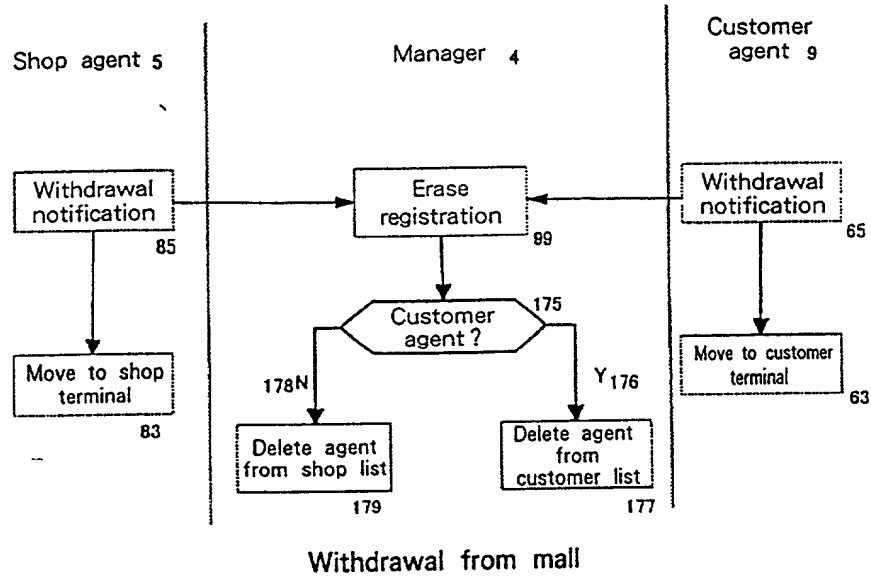 Shop agent 5
Manager 4
Customer
agent 9
Withdrawal
notification
85
Erase
registration
99
Withdrawal
notification
65
Customer
agent ?
175
Move to shop
terminal
83
178N
Y176
Move to customer
terminal
63
Delete agent
from shop list
179
Delete agent
from
customer list
177
Withdrawal from mall